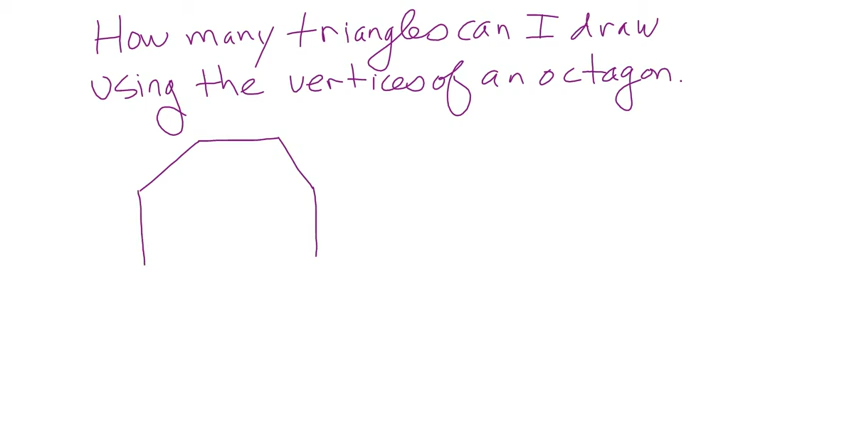 How many triangles can I draw
using the vertices of an octagon.